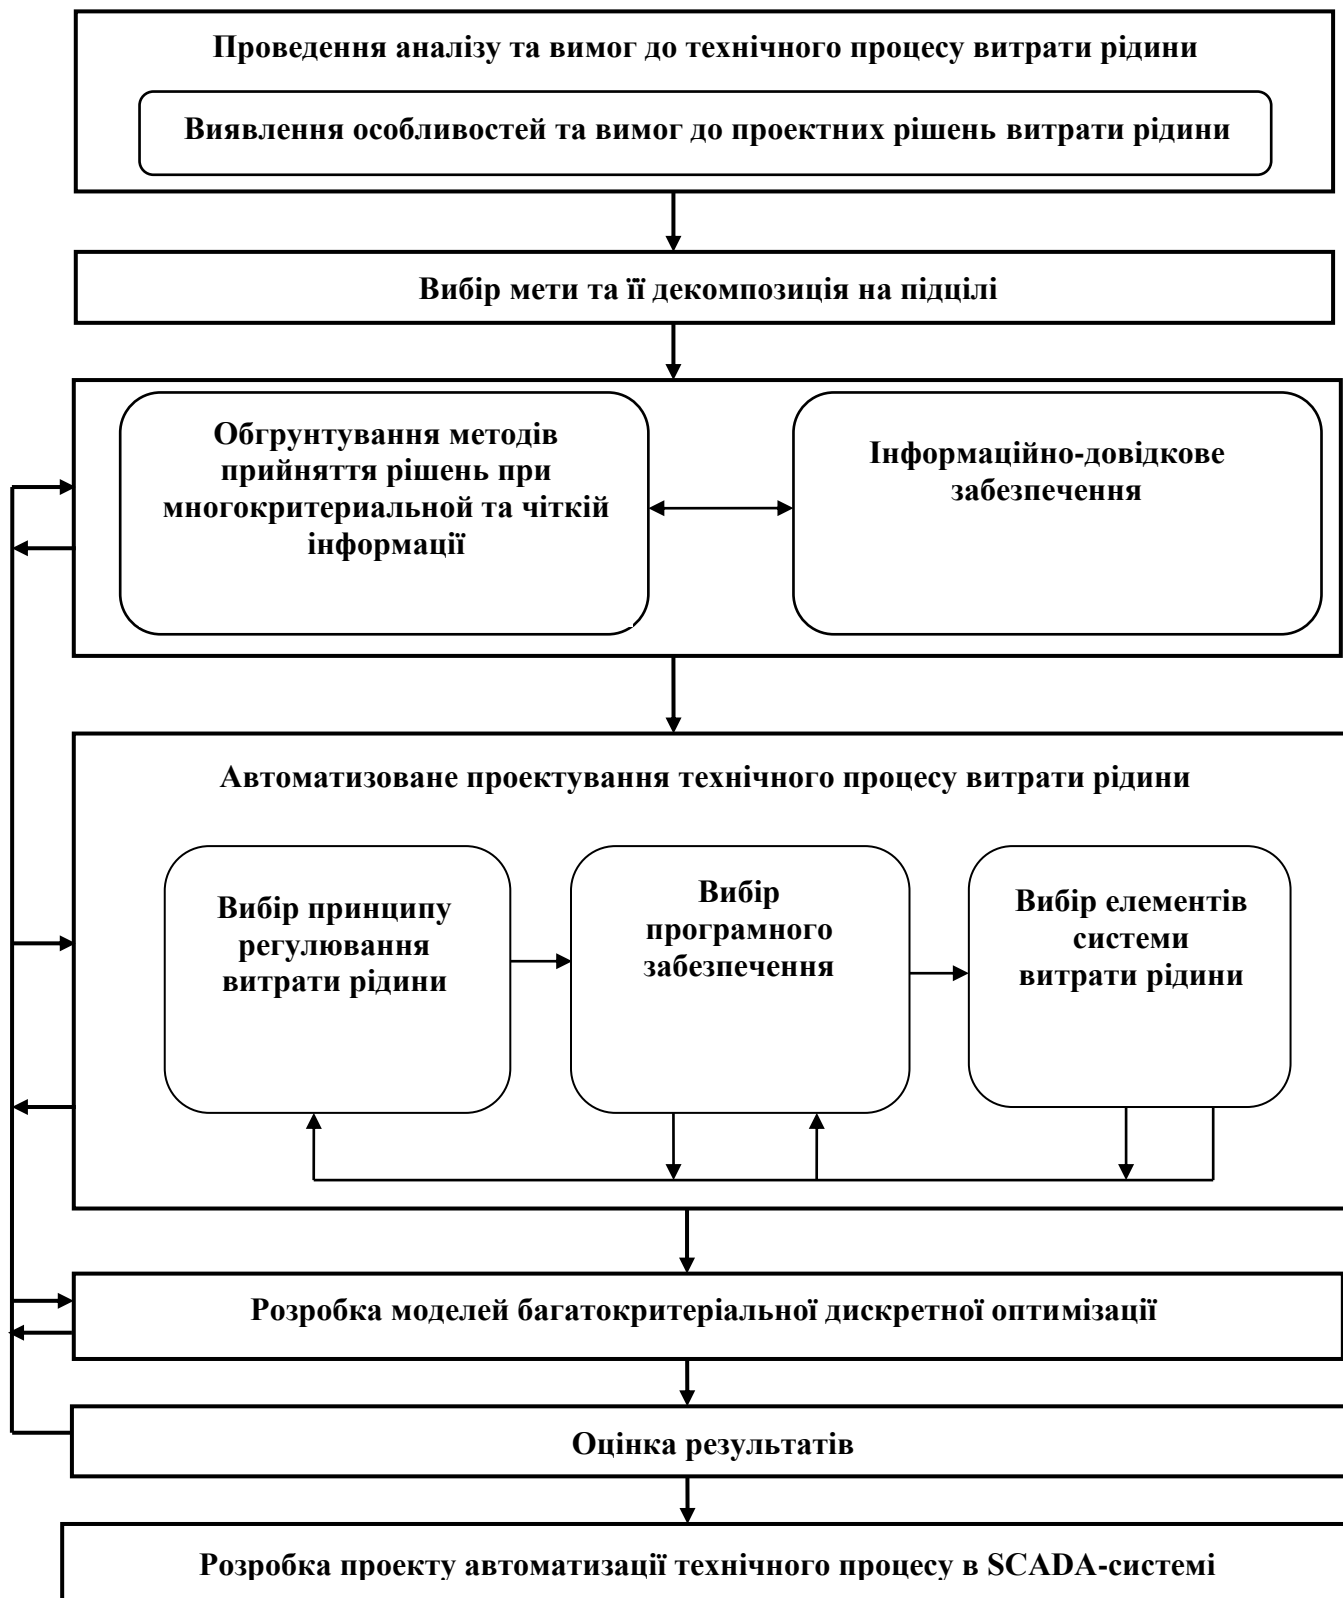 Проведення аналізу та вимог до технічного процесу витрати рідини
Виявлення особливостей та вимог до проектних рішень витрати рідини
Вибір мети та її декомпозиція на підцілі
Обгрунтування методів
прийняття рішень при
многокритериальной та чіткій
інформації
Інформаційно-довідкове
забезпечення
Автоматизоване проектування технічного процесу витрати рідини
Вибір принципу
регулювання
витрати рідини
Вибір
програмного
забезпечення
Вибір елементів
системи
витрати рідини
Розробка моделей багатокритеріальної дискретної оптимізації
Оцінка результатів
Розробка проекту автоматизації технічного процесу в SCADA-системі